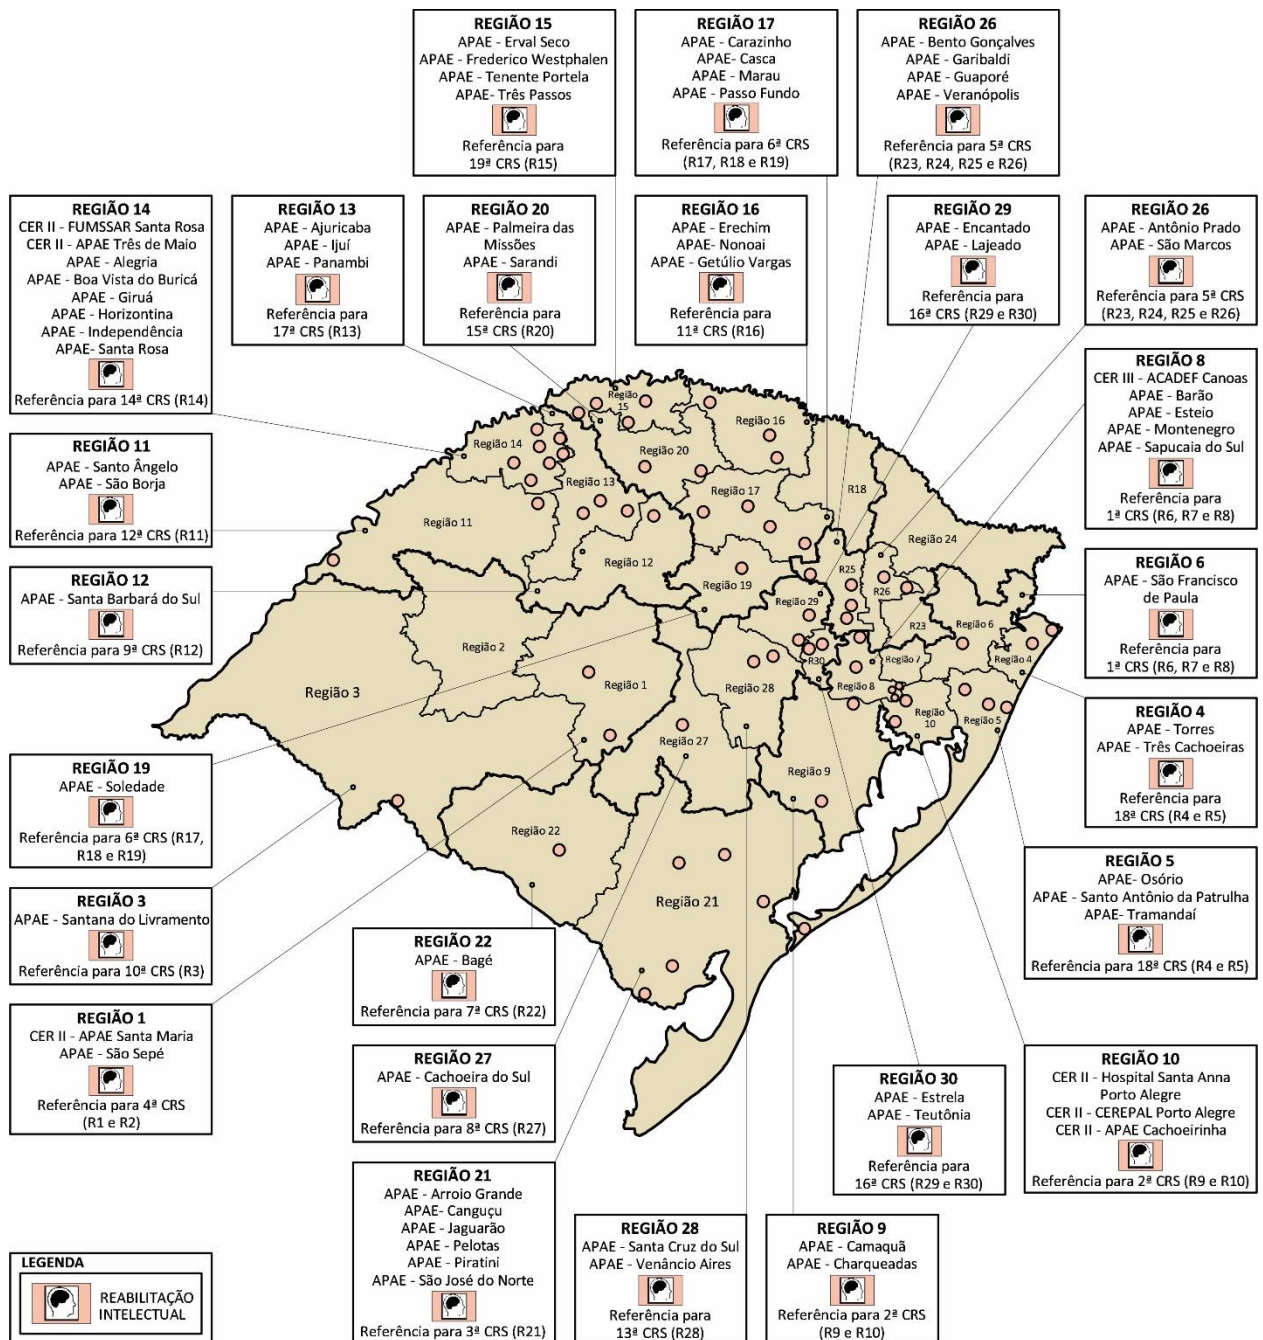 REGIÃO 15
APAE - Erval Seco
APAE - Frederico Westphalen
APAE - Tenente Portela
APAE- Três Passos
Referência para
19ª CRS (R15)
REGIÃO 17
APAE - Carazinho
APAE- Casca
APAE - Marau
APAE - Passo Fundo
Referência para 6ª CRS
(R17, R18 e R19)
REGIÃO 26
APAE - Bento Gonçalves
APAE - Garibaldi
APAE - Guaporé
APAE - Veranópolis
Referência para 5ª CRS
(R23, R24, R25 e R26)
REGIÃO 14
CER II - FUMSSAR Santa Rosa
CER II - APAE Três de Maio
APAE - Alegria
APAE - Boa Vista do Buricá
APAE - Giruá
APAE - Horizontina
APAE - Independência
APAE- Santa Rosa
Referência para 14ª CRS (R14)
REGIÃO 13
APAE - Ajuricaba
APAE - Ijuí
APAE - Panambi
Referência para
17ª CRS (R13)
REGIÃO 20
APAE - Palmeira das
Missões
APAE - Sarandi
Referência para
15ª CRS (R20)
REGIÃO 16
APAE - Erechim
APAE- Nonoai
APAE - Getúlio Vargas
Referência para
11ª CRS (R16)
REGIÃO 29
APAE - Encantado
APAE - Lajeado
Referência para
16ª CRS (R29 e R30)
REGIÃO 26
APAE - Antônio Prado
APAE - São Marcos
Referência para 5ª CRS
(R23, R24, R25 e R26)
REGIÃO 8
CER III - ACADEF Canoas
APAE - Barão
APAE - Esteio
APAE - Montenegro
APAE - Sapucaia do Sul
Referência para
1ª CRS (R6, R7 e R8)
REGIÃO 11
APAE - Santo Ângelo
APAE - São Borja
Referência para 12ª CRS (R11)
REGIÃO 12
APAE - Santa Barbará do Sul
Referência para 9ª CRS (R12)
REGIÃO 6
APAE - São Francisco
de Paula
Referência para
1ª CRS (R6, R7 e R8)
REGIÃO 4
APAE - Torres
APAE - Três Cachoeiras
Referência para
18ª CRS (R4 e R5)
REGIÃO 19
APAE - Soledade
Referência para 6ª CRS (R17,
R18 e R19)
REGIÃO 5
APAE- Osório
APAE - Santo Antônio da Patrulha
APAE- Tramandaí
Referência para 18ª CRS (R4 e R5)
REGIÃO 3
APAE - Santana do Livramento
Referência para 10ª CRS (R3)
REGIÃO 22
APAE - Bagé
Referência para 7ª CRS (R22)
REGIÃO 1
CER II - APAE Santa Maria
APAE - São Sepé
Referência para 4ª CRS
(R1 e R2)
REGIÃO 27
APAE - Cachoeira do Sul
Referência para 8ª CRS (R27)
REGIÃO 30
APAE - Estrela
APAE - Teutônia
Referência para
16ª CRS (R29 e R30)
REGIÃO 10
CER II - Hospital Santa Anna
Porto Alegre
CER II - CEREPAL Porto Alegre
CER II - APAE Cachoeirinha
Referência para 2ª CRS (R9 e R10)
REGIÃO 21
APAE - Arroio Grande
APAE- Canguçu
APAE - Jaguarão
APAE - Pelotas
APAE - Piratini
APAE - São José do Norte
Referência para 3ª CRS (R21)
REGIÃO 28
APAE - Santa Cruz do Sul
APAE - Venâncio Aires
Referência para
13ª CRS (R28)
REGIÃO 9
APAE - Camaquã
APAE - Charqueadas
Referência para 2ª CRS
(R9 e R10)
Região
15
Região 16
Região 14
Região 20
Região 13
Região 17
R18
Região 11
Região 24
Região 12
R25
Região 19
R26
Região 29
R23
Região 6
Região 2
Região 4
R30
Região 7
Região 3
Região 1
Região 28
Região 8
Região 5
Região
10
Região 27
Região 9
Região 22
Região 21
LEGENDA
REABILITAÇÃO
INTELECTUAL